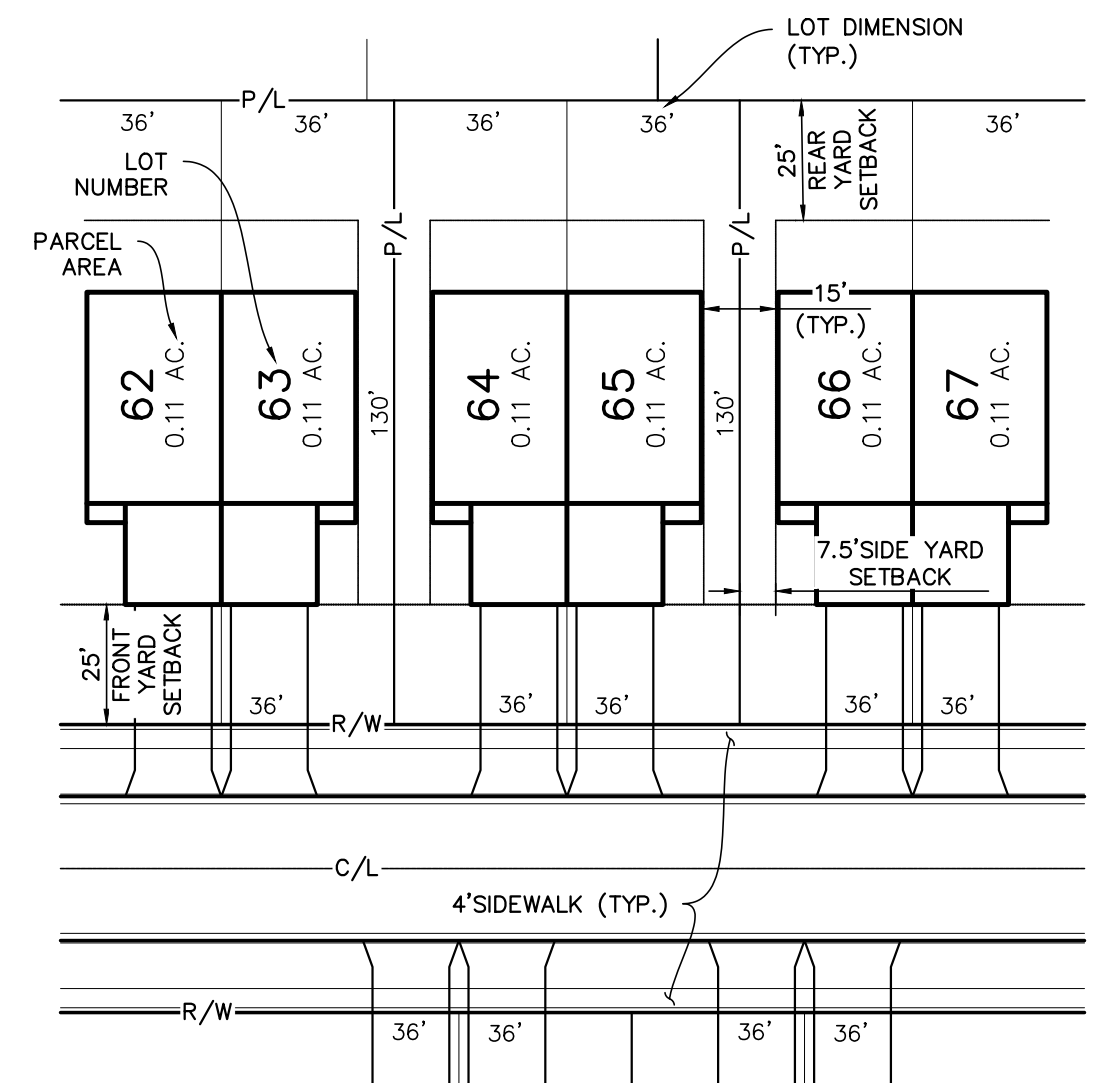 LOT DIMENSION
(TYP.)
P/L
36'
36'
36'
36'
36'
LOT
NUMBER
25'
REAR
YARD
SETBACK
PARCEL
AREA
P/L
P/L
15'
(TYP.)
62
0.11 AC.
63
0.11 AC.
64
0.11 AC.
65
0.11 AC.
66
0.11 AC.
67
0.11 AC.
130'
130'
7.5'SIDE YARD
SETBACK
25'
FRONT
YARD
SETBACK
36'
36'
36'
36'
36'
R/W
C/L
4'SIDEWALK (TYP.)
R/W
36'
36'
36'
36'